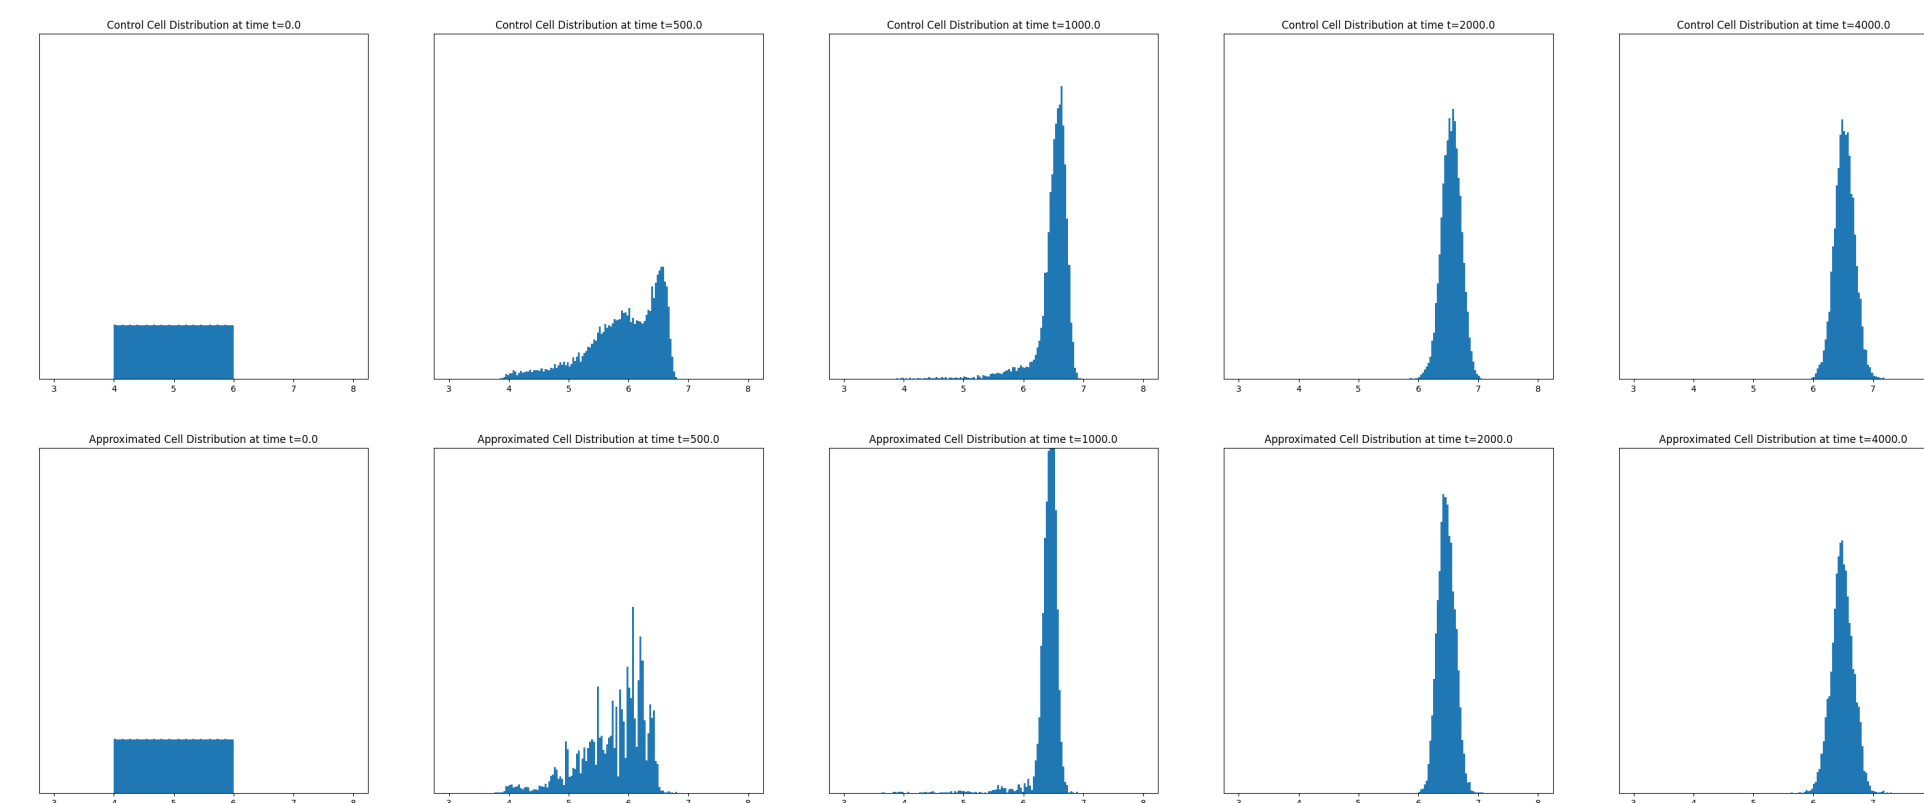 Control Cell Distribution at time t=0.0
Control Cell Distribution at time t=500.0
Control Cell Distribution at time t=1000.0
Control Cell Distribution at time t=2000.0
Control Cell Distribution at time t=4000.0
3 4 5 6 7 8
3 4 5 6 7 8
3 4 5 6 7 8
3 4 5 6 7 8
3 4 5 6 7
Approximated Cell Distribution at time t=0.0
Approximated Cell Distribution at time t=500.0
Approximated Cell Distribution at time t=1000.0
Approximated Cell Distribution at time t=2000.0
Approximated Cell Distribution at time t=4000.0